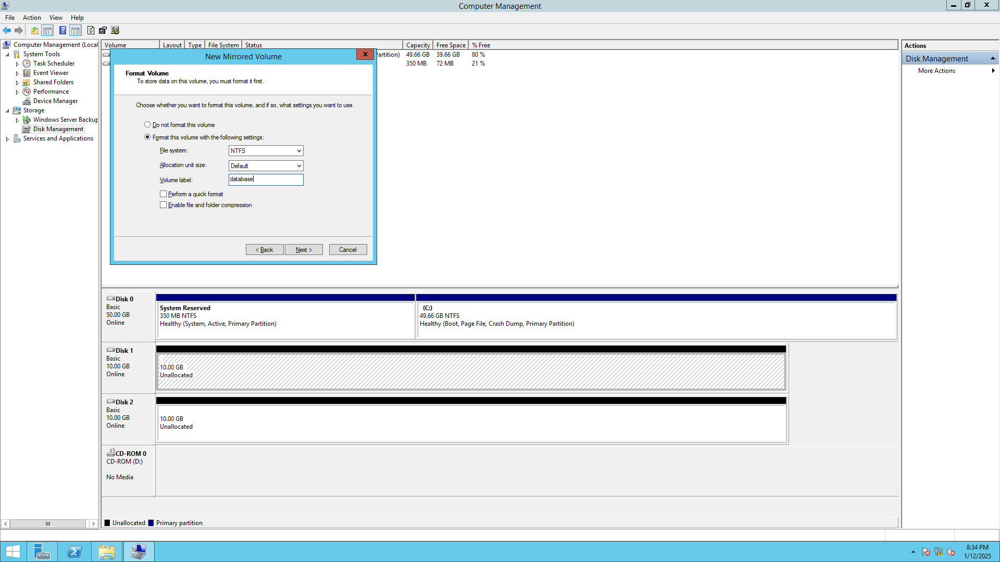 Computer Management
File Action View Help
Computer Management (Local
System Tools
Task Scheduler
Event Viewer
Shared Folders
Performance
Device Manager
Storage
Windows Server Backup
Disk Management
Services and Applications
Volume Layout Type File System Status Capacity Free Space % Free
artition) 49.66 GB 39.66 GB 80 %
350 MB 72 MB 21 %
New Mirrored Volume
Format Volume
To store data on this volume, you must format it first.
Choose whether you want to format this volume, and if so, what settings you want to use.
Do not format this volume
Format this volume with the following settings:
File system: NTFS
Allocation unit size: Default
Volume label: database
Perform a quick format
Enable file and folder compression
< Back Next > Cancel
Disk 0
Basic
50.00 GB
Online
System Reserved
350 MB NTFS
Healthy (System, Active, Primary Partition)
(C:)
49.66 GB NTFS
Healthy (Boot, Page File, Crash Dump, Primary Partition)
Disk 1
Basic
10.00 GB
Online
10.00 GB
Unallocated
Disk 2
Basic
10.00 GB
Online
10.00 GB
Unallocated
CD-ROM 0
CD-ROM (D:)
No Media
Unallocated Primary partition
Actions
Disk Management
More Actions
8:34 PM
1/12/2025